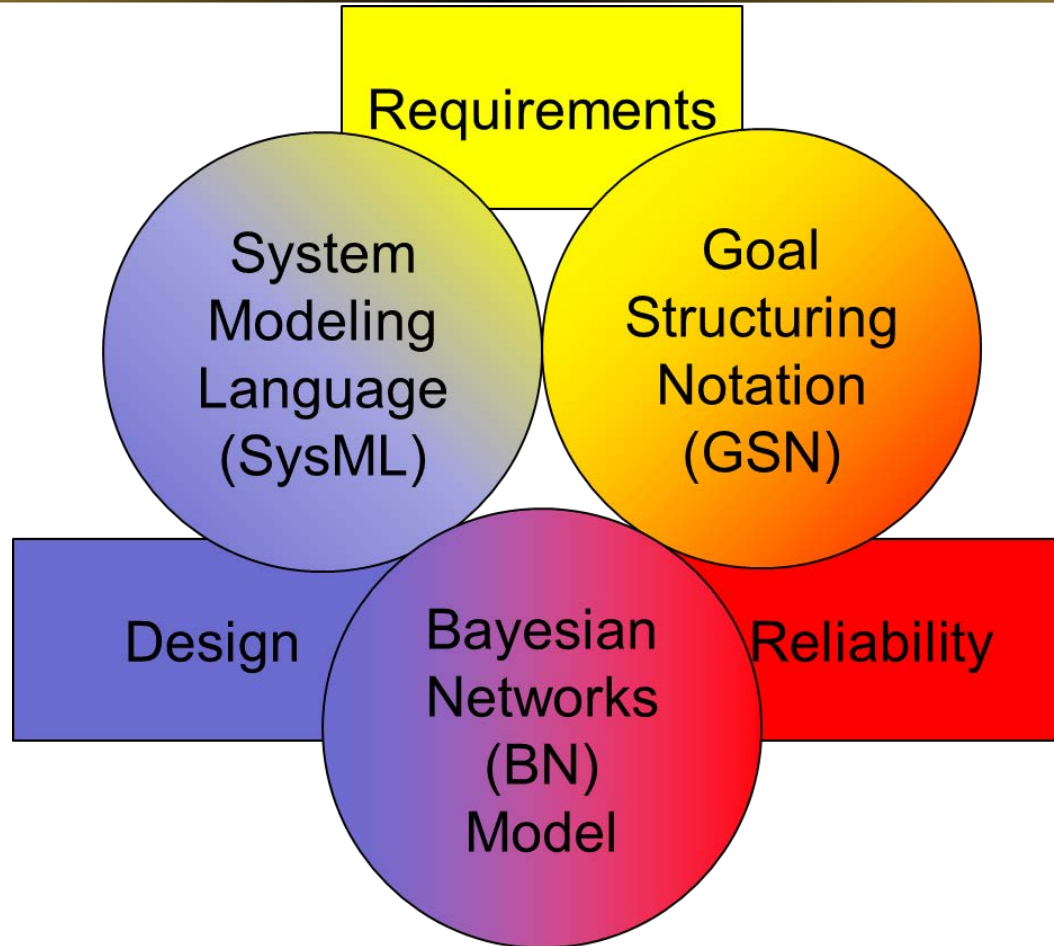 Requirements
System
Modeling
Language
(SysML)
Goal
Structuring
Notation
(GSN)
Design
Bayesian
Networks
(BN)
Model
Reliability